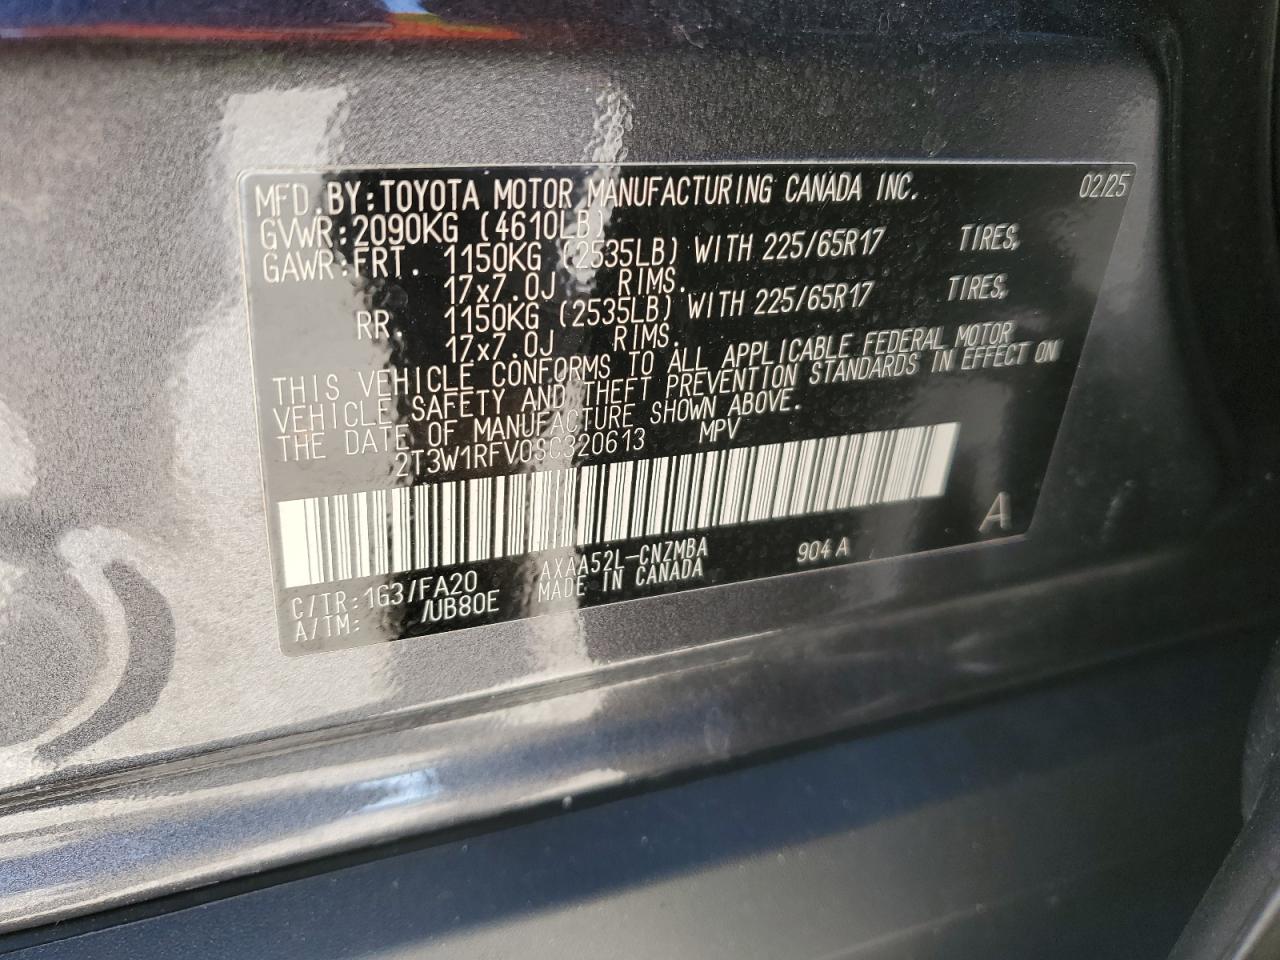 MFD.BY:TOYOTA MOTOR MANUFACTURING CANADA INC. 02/25
GVWR:2090KG (4610LB)
GAWR:FRT. 1150KG (2535LB) WITH 225/65R17 TIRES,
17x7.0J RIMS.
RR. 1150KG (2535LB) WITH 225/65R17 TIRES,
17x7.0J RIMS.
THIS VEHICLE CONFORMS TO ALL APPLICABLE FEDERAL MOTOR
VEHICLE SAFETY AND THEFT PREVENTION STANDARDS IN EFFECT ON
THE DATE OF MANUFACTURE SHOWN ABOVE.
2T3W1RFV0SC320613 MPV
A
C/TR:1G3/FA20 AXAA52L-CNZMBA 904 A
A/TM: /UB80E MADE IN CANADA